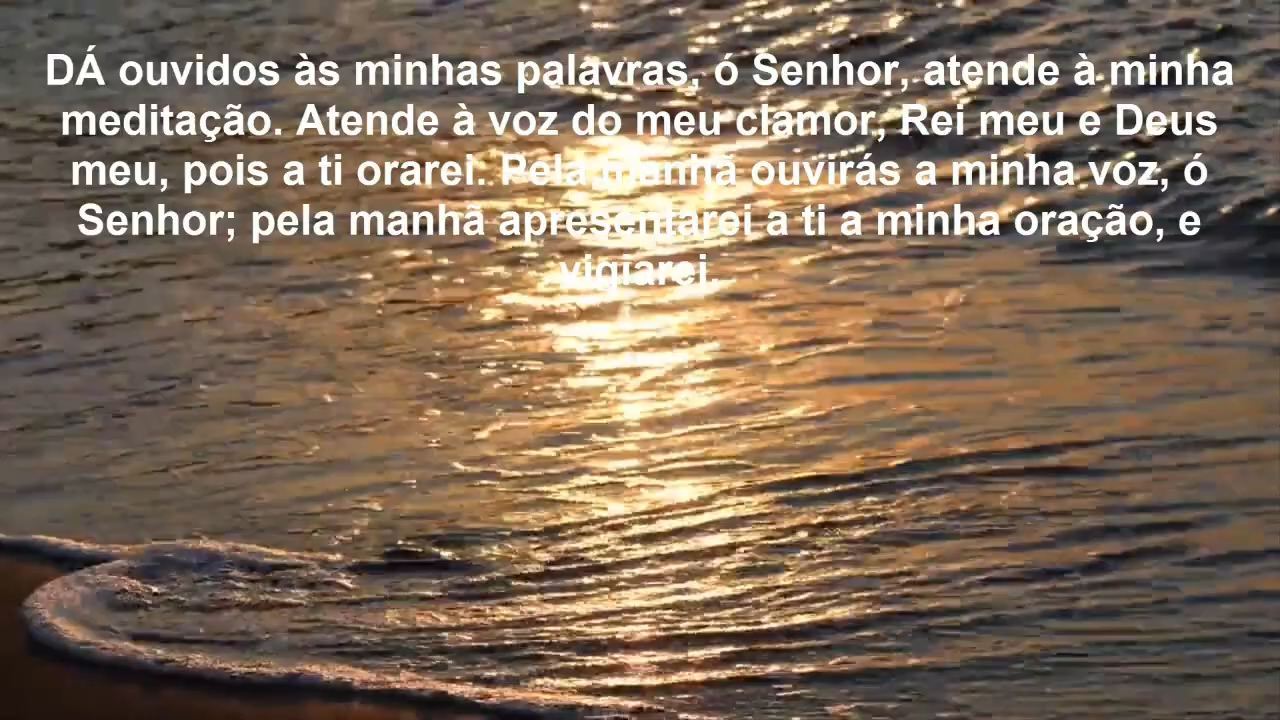 DÁ ouvidos às minhas palavras, ó Senhor, atende à minha
meditação. Atende à voz do meu clamor, Rei meu e Deus
meu, pois a ti orarei. Pela manhã ouvirás a minha voz, ó
Senhor; pela manhã apresentarei a ti a minha oração, e
vigiarei.